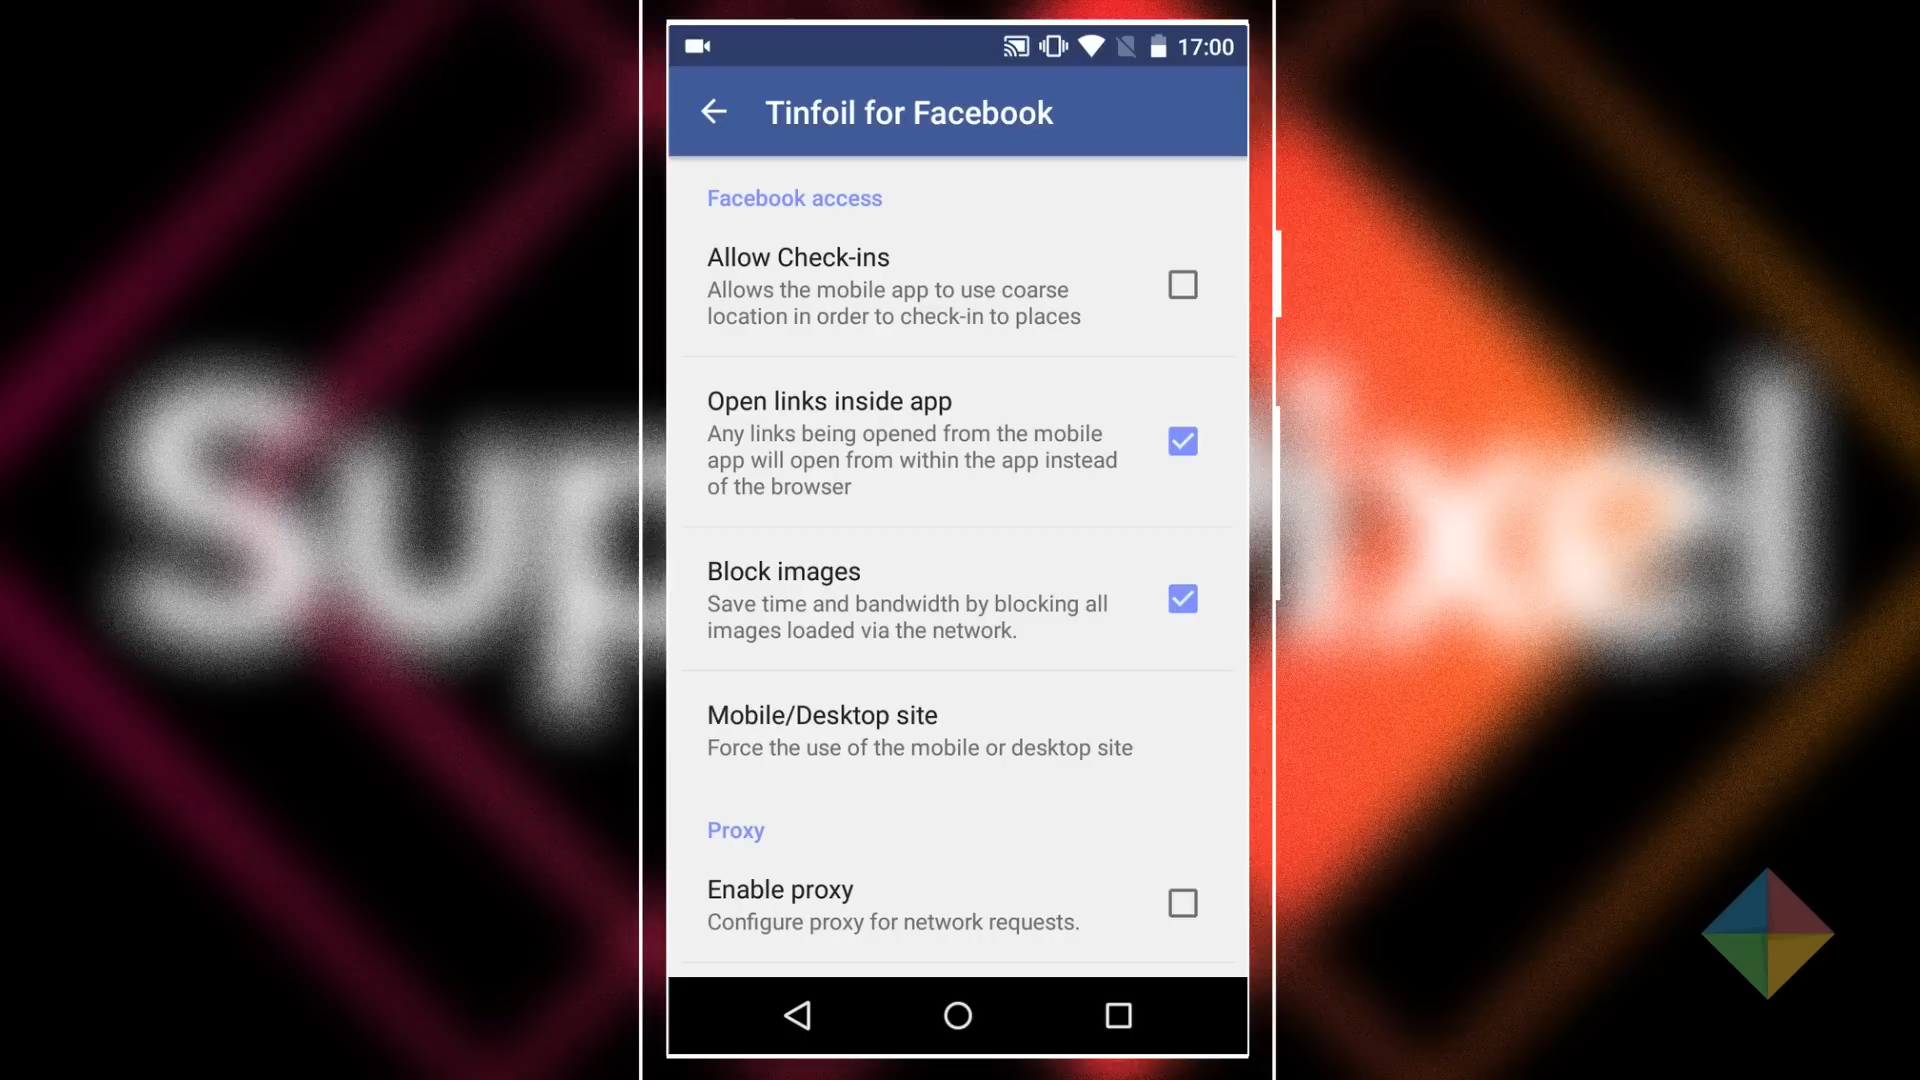 17:00
Tinfoil for Facebook
Facebook access
Allow Check-ins
Allows the mobile app to use coarse
location in order to check-in to places
Open links inside app
Any links being opened from the mobile
app will open from within the app instead
of the browser
Block images
Save time and bandwidth by blocking all
images loaded via the network.
Mobile/Desktop site
Force the use of the mobile or desktop site
Proxy
Enable proxy
Configure proxy for network requests.